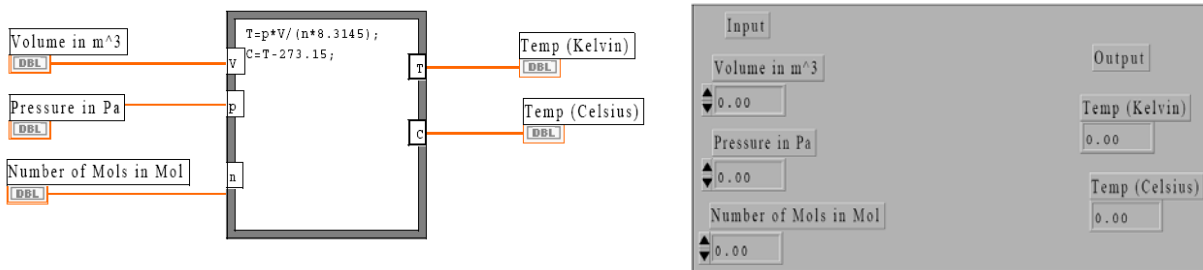 Volume in m^3
DBL
Pressure in Pa
DBL
Number of Mols in Mol
DBL
T=p*V/(n*8.3145);
C=T-273.15;
V
p
n
T
C
Temp (Kelvin)
DBL
Temp (Celsius)
DBL
Input
Volume in m^3
0.00
Pressure in Pa
0.00
Number of Mols in Mol
0.00
Output
Temp (Kelvin)
0.00
Temp (Celsius)
0.00